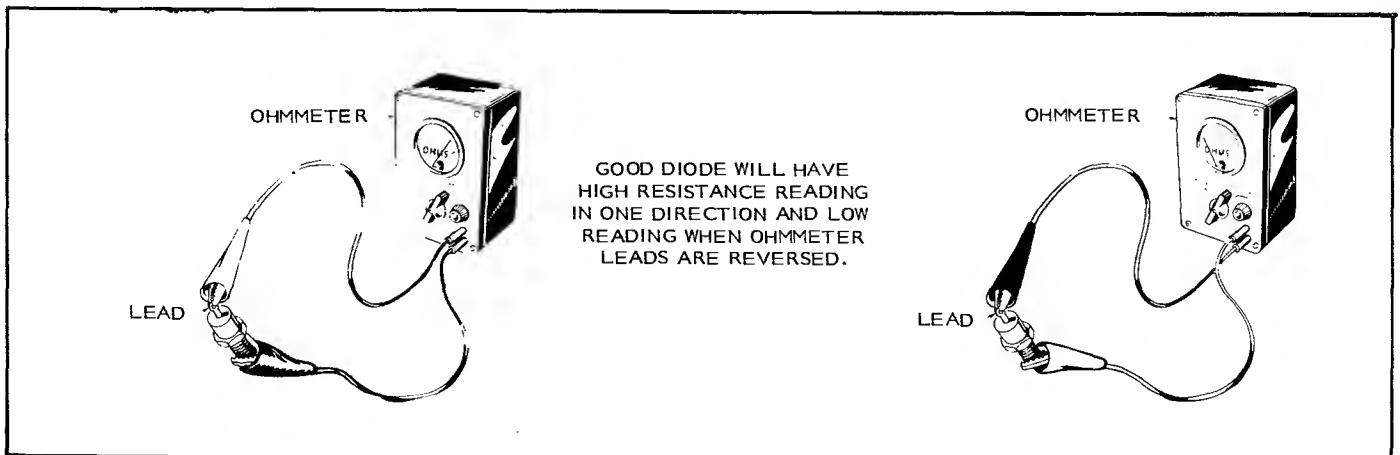 OHMMETER
OHMS
LEAD
GOOD DIODE WILL HAVE
HIGH RESISTANCE READING
IN ONE DIRECTION AND LOW
READING WHEN OHMMETER
LEADS ARE REVERSED.
OHMMETER
OHMS
LEAD